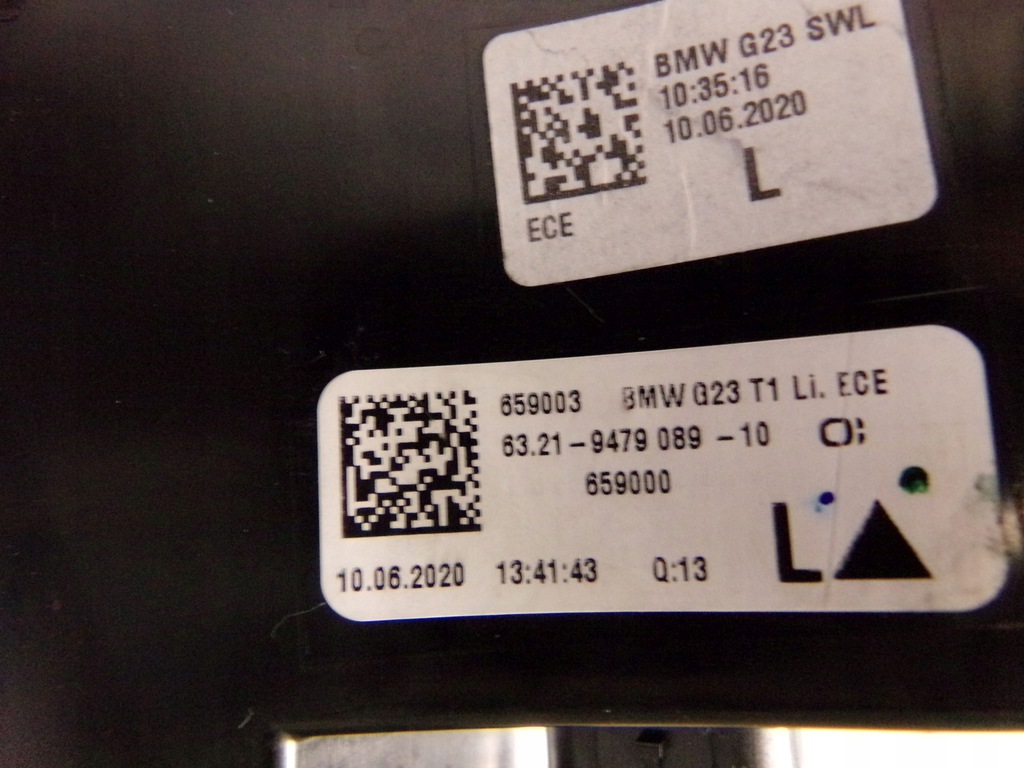 BMW G23 SWL
10:35:16
10.06.2020
L
ECE
659003 BMW G23 T1 Li. ECE
63.21-9479 089 -10
659000
L
10.06.2020 13:41:43 Q:13